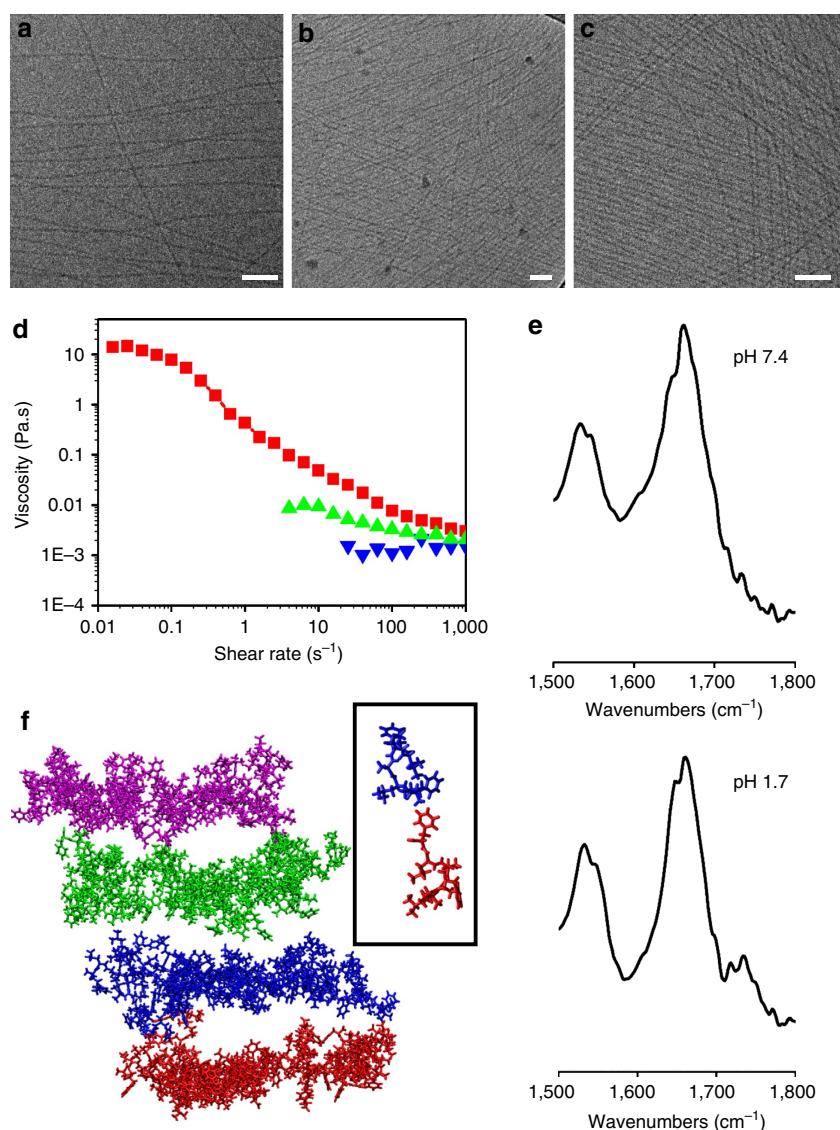 a
b
c
d
10
1
0.1
0.01
1E–3
1E–4
Viscosity (Pa.s)
0.01 0.1 1 10 100 1,000
Shear rate (s⁻¹)
e
pH 7.4
1,500 1,600 1,700 1,800
Wavenumbers (cm⁻¹)
f
pH 1.7
1,500 1,600 1,700 1,800
Wavenumbers (cm⁻¹)